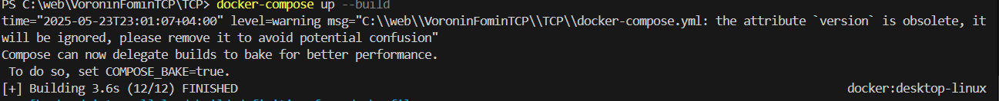 PS C:\web\VoroninFominTCP\TCP> docker-compose up --build
time="2025-05-23T23:01:07+04:00" level=warning msg="C:\\web\\VoroninFominTCP\\TCP\\docker-compose.yml: the attribute `version` is obsolete, it
will be ignored, please remove it to avoid potential confusion"
Compose can now delegate builds to bake for better performance.
 To do so, set COMPOSE_BAKE=true.
[+] Building 3.6s (12/12) FINISHED docker:desktop-linux